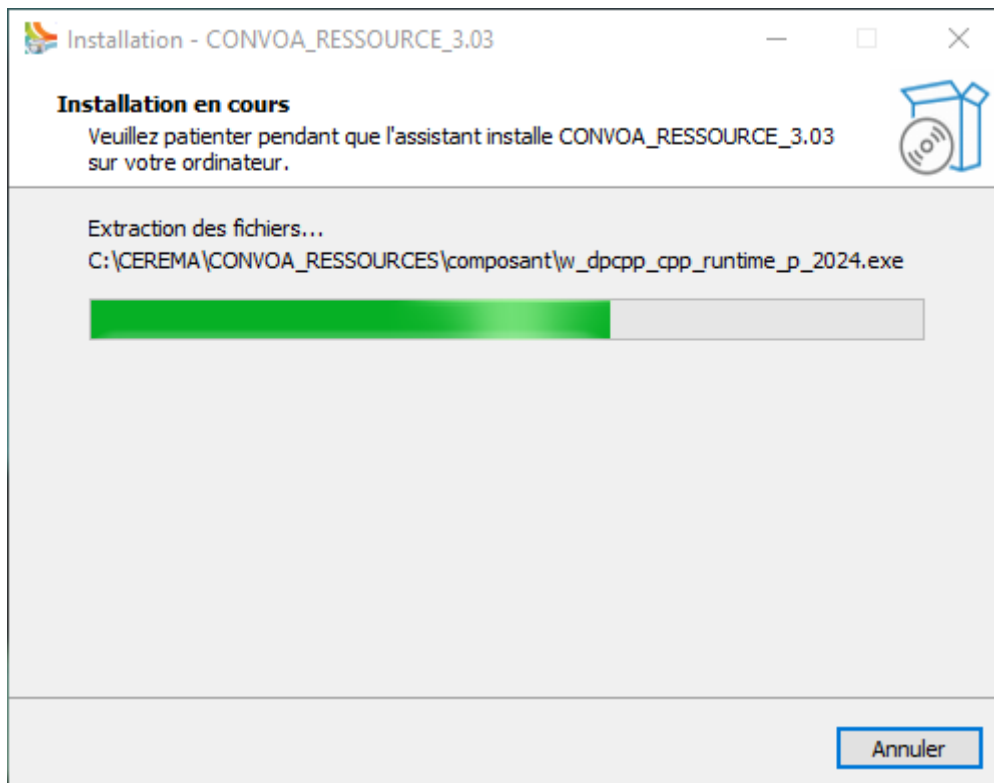 Installation - CONVOA_RESSOURCE_3.03
Installation en cours
Veuillez patienter pendant que l'assistant installe CONVOA_RESSOURCE_3.03
sur votre ordinateur.
Extraction des fichiers...
C:\CEREMA\CONVOA_RESSOURCES\composant\w_dpcpp_cpp_runtime_p_2024.exe
Annuler